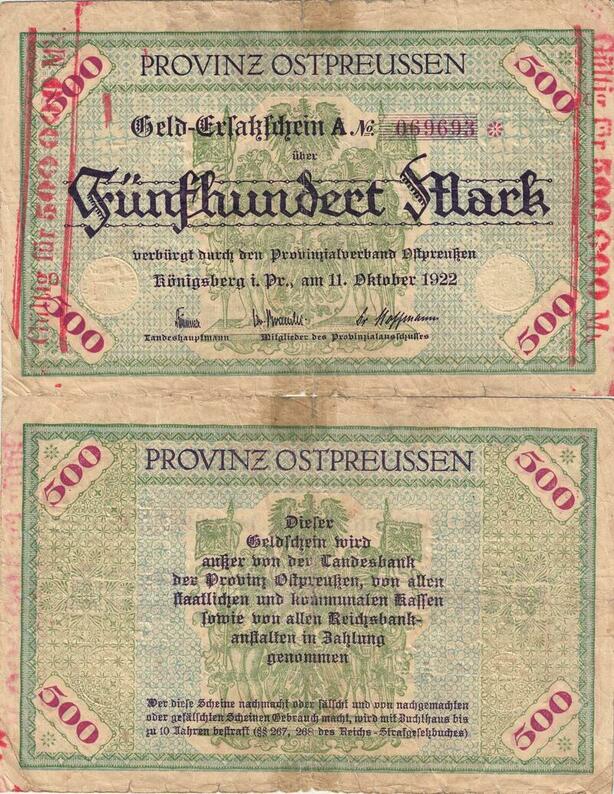 500
500
PROVINZ OSTPREUSSEN
Geld-Ersatzschein A. № 069693 *
über
Fünfhundert Mark
verbürgt durch den Provinzialverband Ostpreußen
Königsberg i. Pr., am 11. Oktober 1922
Dr. Hoffmann
Landeshauptmann Mitglieder des Provinzialausschusses
500
500
Gültig für 500000 M.
Gültig für 500000 M.
500
500
PROVINZ OSTPREUSSEN
Dieser
Geldschein wird
außer von der Landesbank
der Provinz Ostpreußen, von allen
staatlichen und kommunalen Kassen
sowie von allen Reichsbank-
anstalten in Zahlung
genommen
500
500
Wer diese Scheine nachmacht oder fälscht und von nachgemachten
oder gefälschten Scheinen Gebrauch macht, wird mit Zuchthaus bis
zu 10 Jahren bestraft (§§ 267, 268 des Reichs-Strafgesetzbuches)